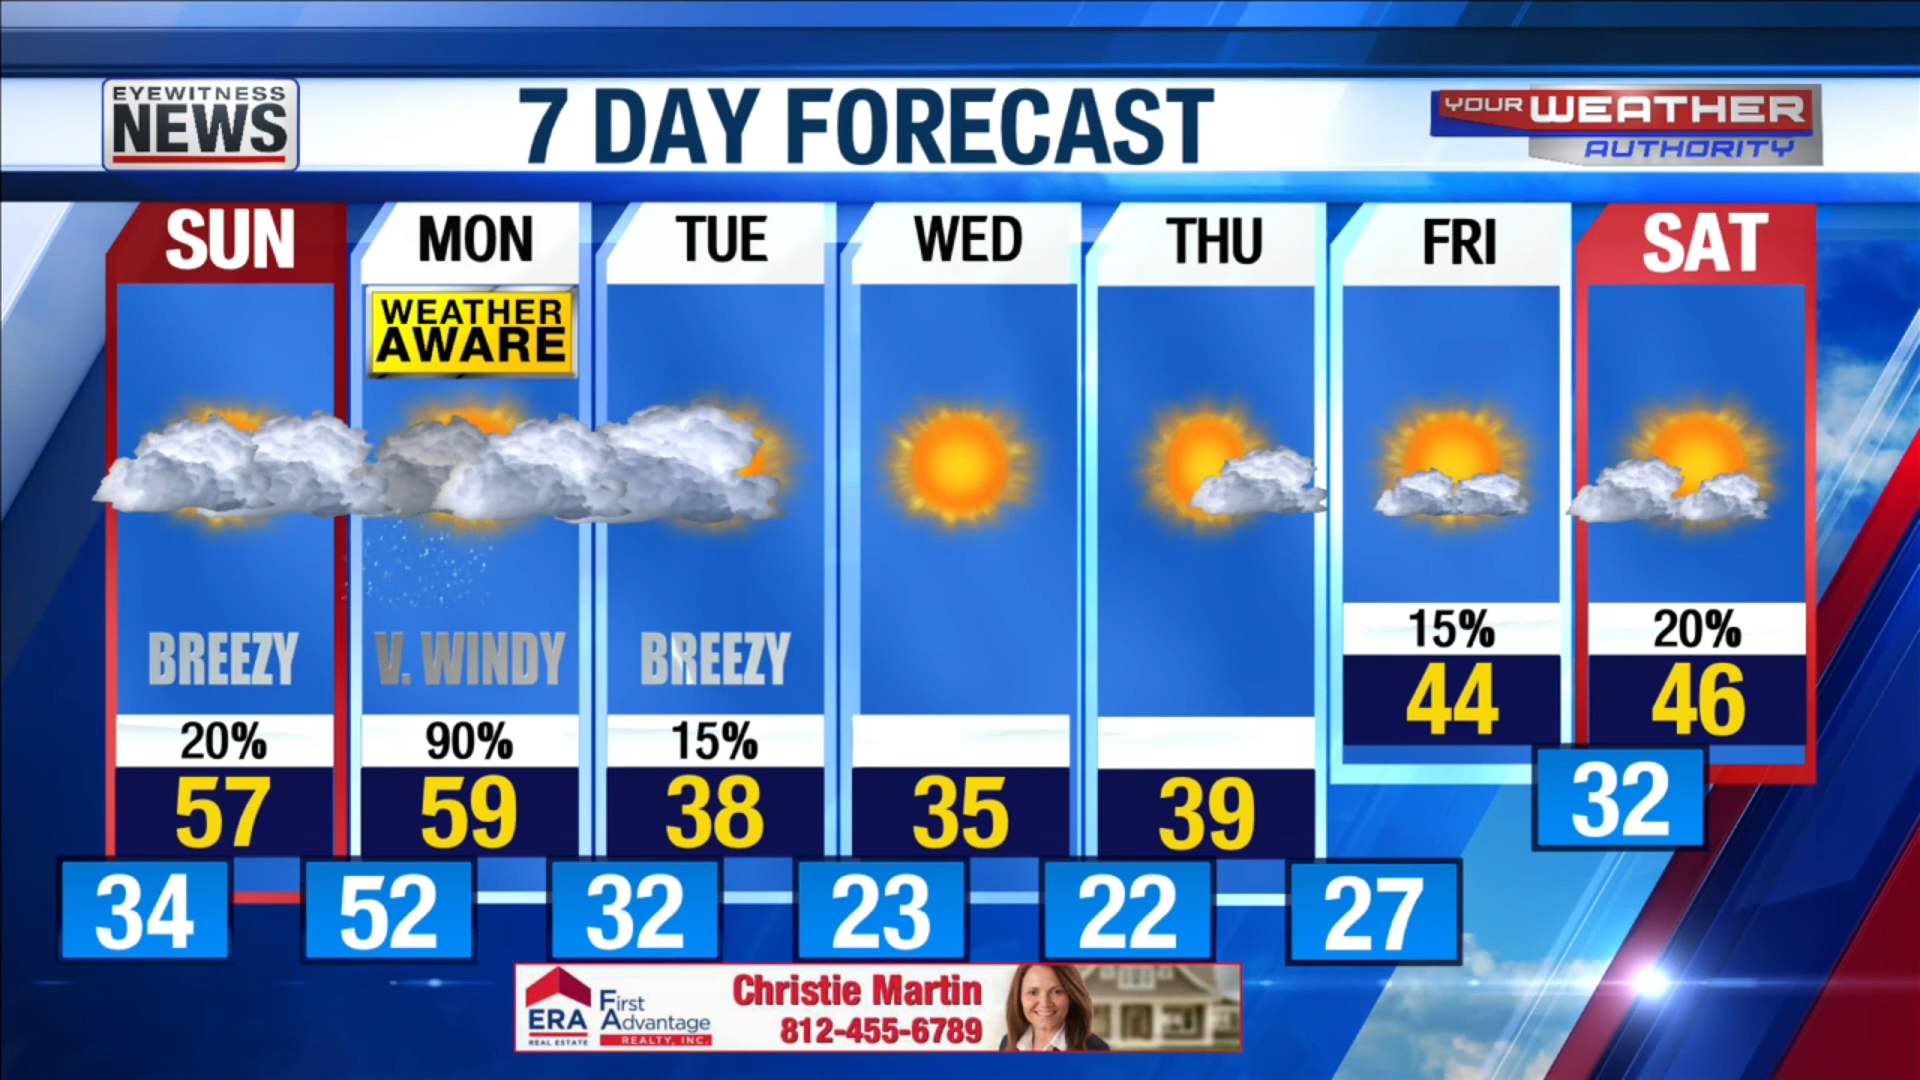 EYEWITNESS
NEWS
7 DAY FORECAST
YOUR WEATHER
AUTHORITY
SUN
MON
TUE
WED
THU
FRI
SAT
WEATHER
AWARE
BREEZY
V. WINDY
BREEZY
20%
90%
15%
15%
20%
57
59
38
35
39
44
46
34
52
32
23
22
27
32
ERA
REAL ESTATE
First
Advantage
REALTY, INC.
Christie Martin
812-455-6789